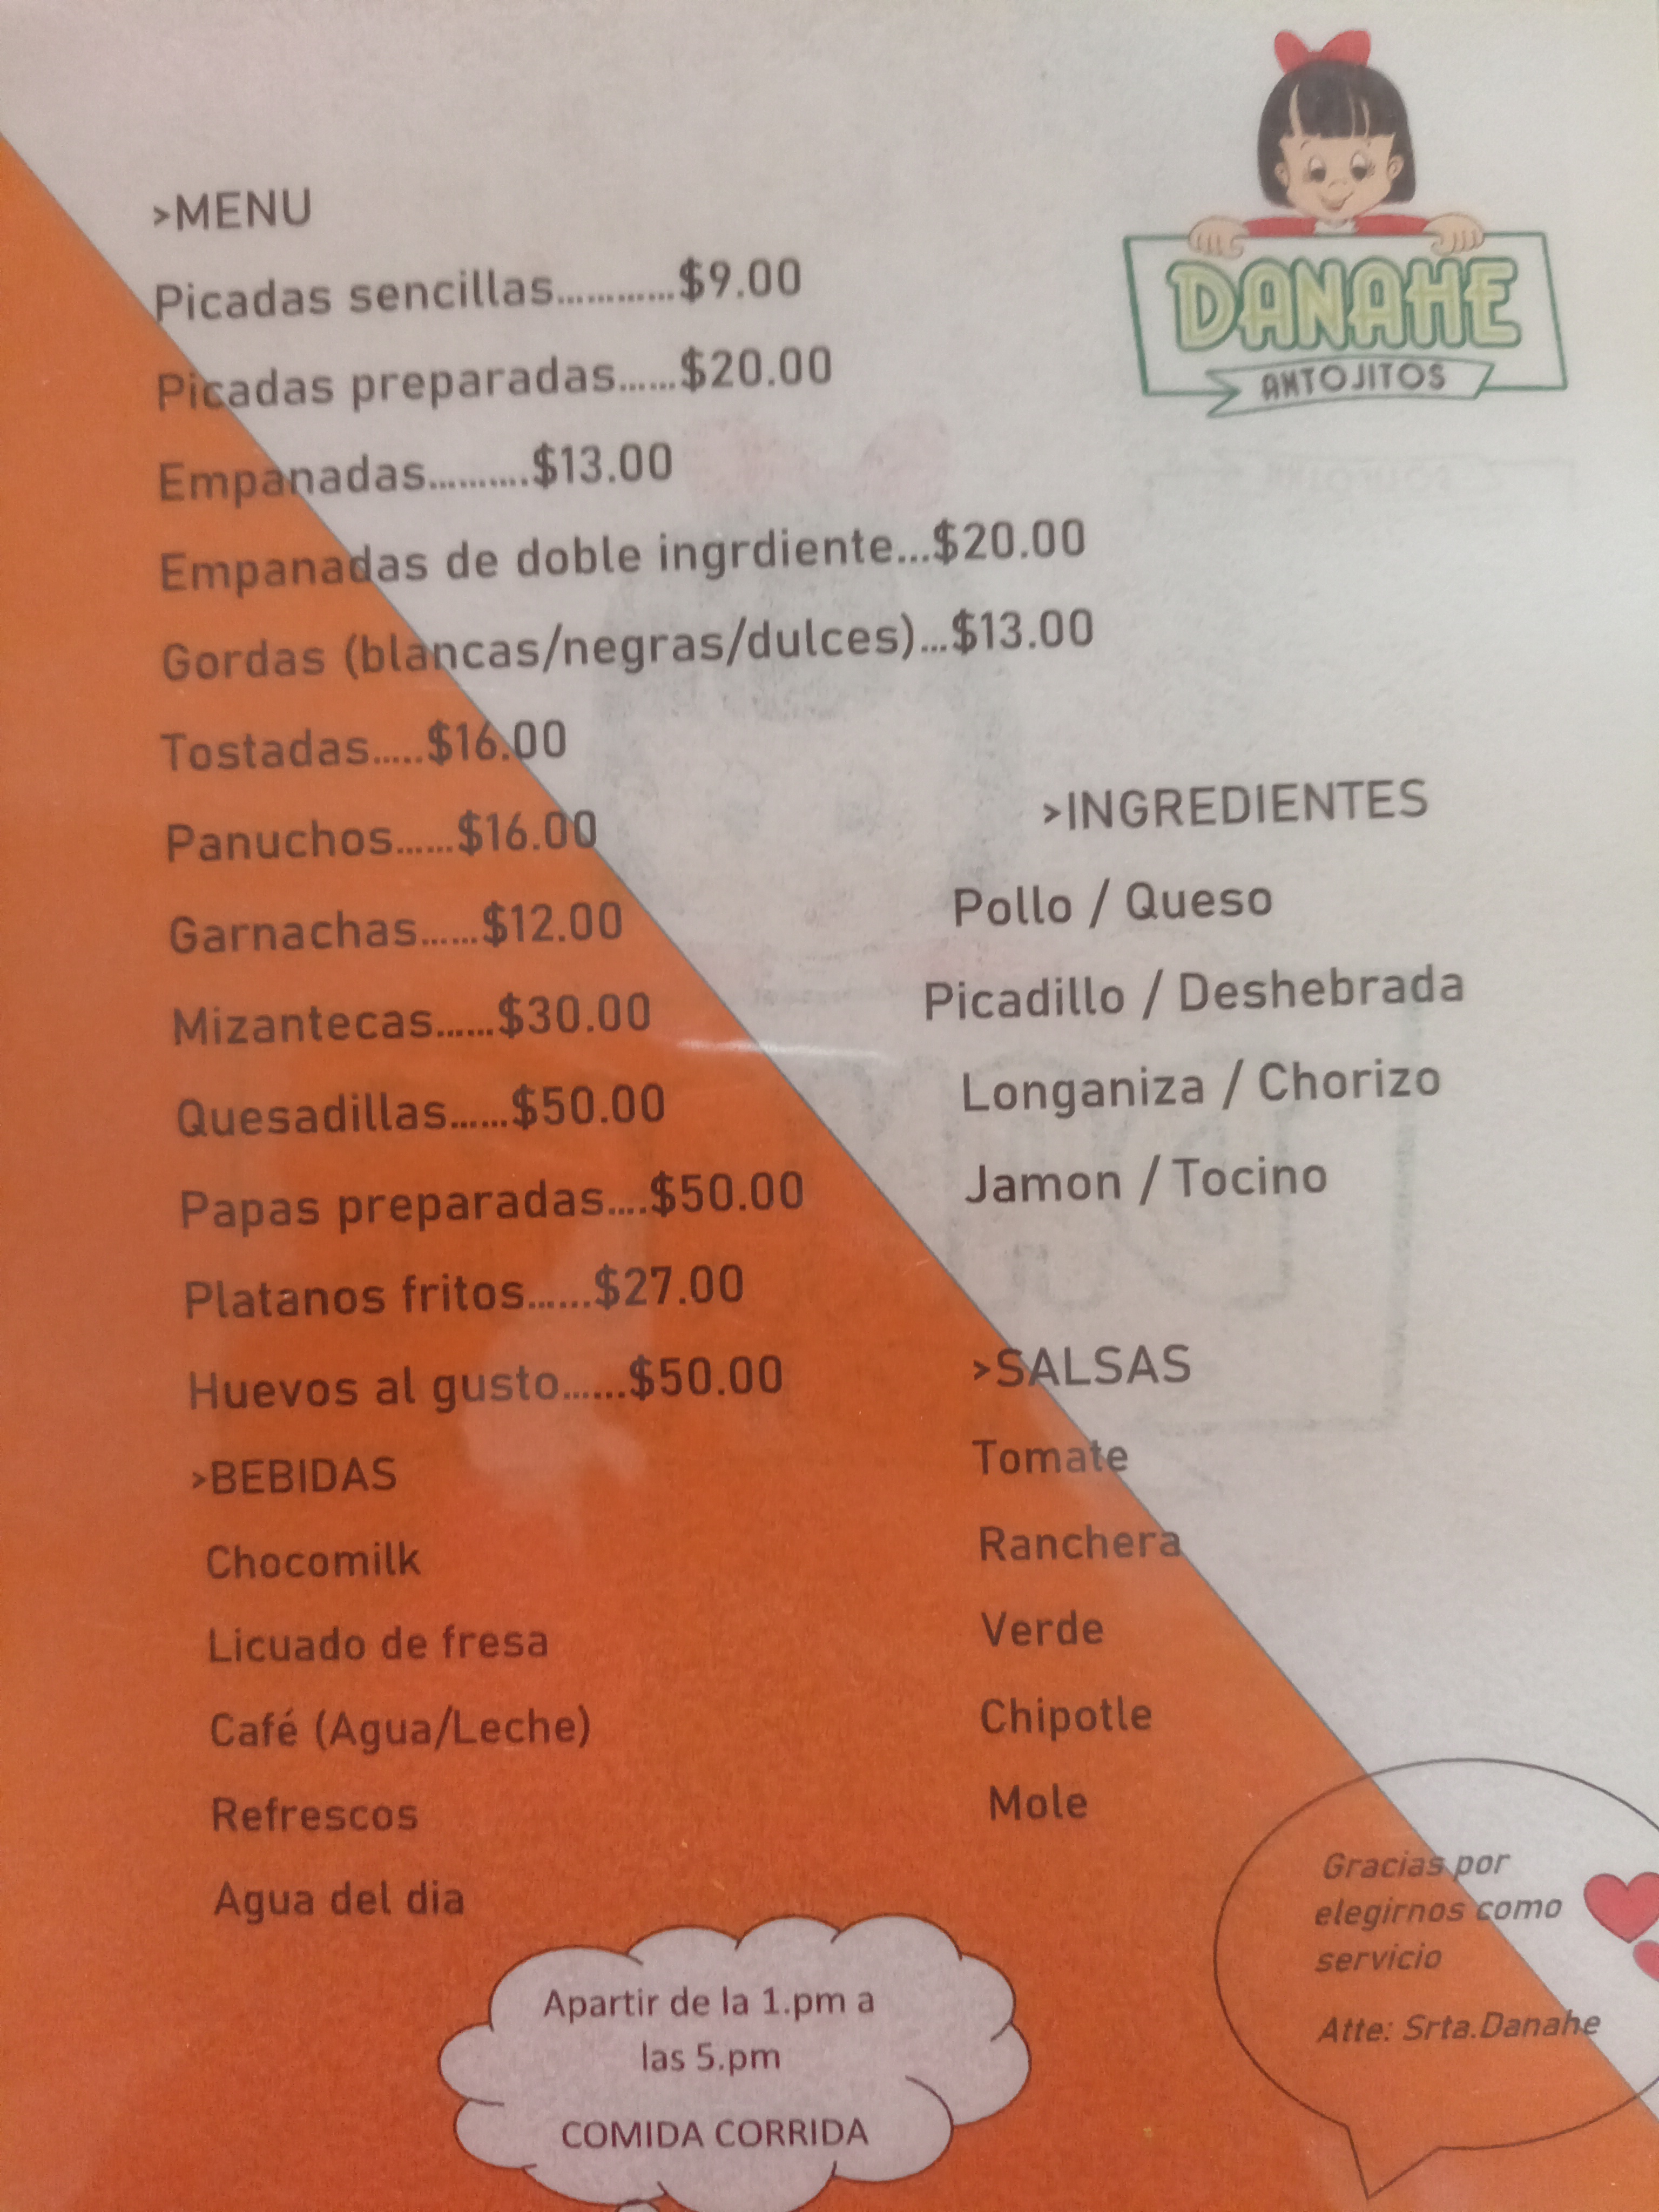 DANAHE
ANTOJITOS
>MENU
Picadas sencillas............$9.00
Picadas preparadas......$20.00
Empanadas..........$13.00
Empanadas de doble ingrdiente...$20.00
Gordas (blancas/negras/dulces)...$13.00
Tostadas.....$16.00
Panuchos......$16.00
Garnachas......$12.00
Mizantecas......$30.00
Quesadillas......$50.00
Papas preparadas....$50.00
Platanos fritos......$27.00
Huevos al gusto......$50.00
>BEBIDAS
Chocomilk
Licuado de fresa
Café (Agua/Leche)
Refrescos
Agua del dia
>INGREDIENTES
Pollo / Queso
Picadillo / Deshebrada
Longaniza / Chorizo
Jamon / Tocino
>SALSAS
Tomate
Ranchera
Verde
Chipotle
Mole
Apartir de la 1.pm a
las 5.pm
COMIDA CORRIDA
Gracias por
elegirnos como
servicio
Atte: Srta.Danahe